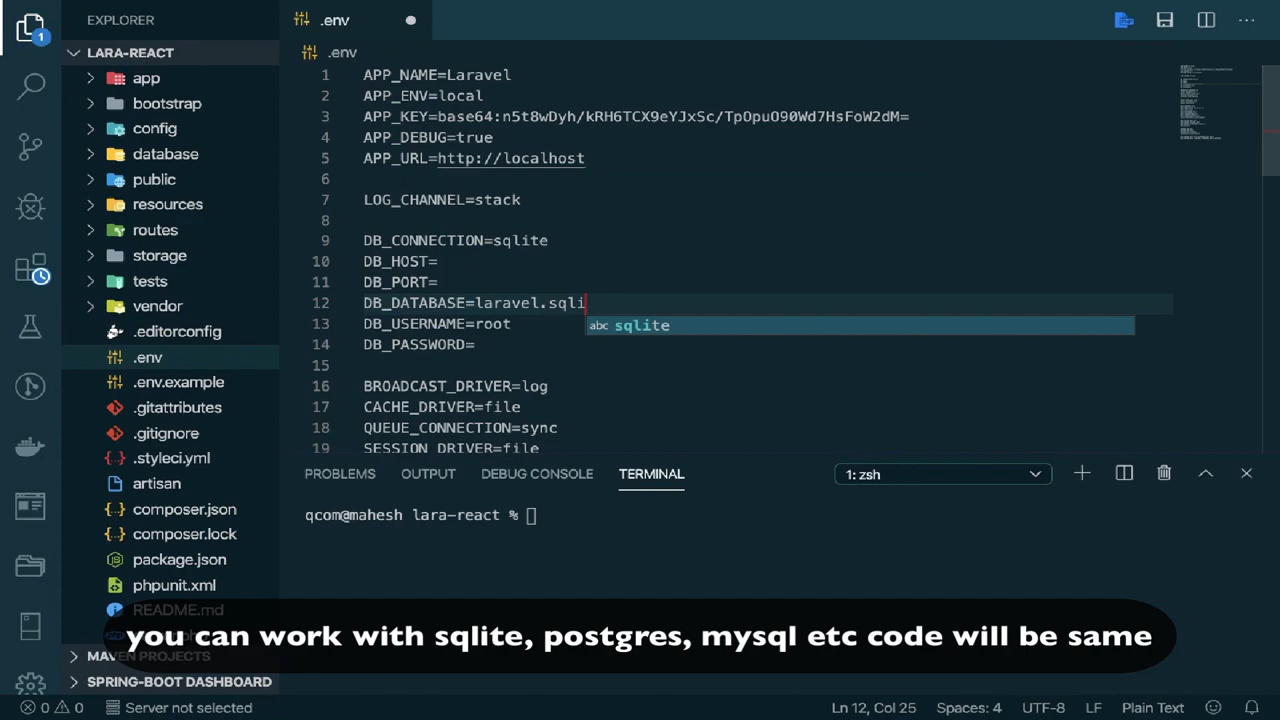 EXPLORER
.env
1
LARA-REACT
.env
app
bootstrap
config
database
public
resources
routes
storage
tests
vendor
.editorconfig
.env
.env.example
.gitattributes
.gitignore
.styleci.yml
artisan
composer.json
composer.lock
package.json
phpunit.xml
README.md
MAVEN PROJECTS
SPRING-BOOT DASHBOARD
1 APP_NAME=Laravel
2 APP_ENV=local
3 APP_KEY=base64:n5t8wDyh/kRH6TCX9eYJxSc/TpOpuO90Wd7HsFoW2dM=
4 APP_DEBUG=true
5 APP_URL=http://localhost
6
7 LOG_CHANNEL=stack
8
9 DB_CONNECTION=sqlite
10 DB_HOST=
11 DB_PORT=
12 DB_DATABASE=laravel.sqli
13 DB_USERNAME=root
abc sqlite
14 DB_PASSWORD=
15
16 BROADCAST_DRIVER=log
17 CACHE_DRIVER=file
18 QUEUE_CONNECTION=sync
19 SESSION_DRIVER=file
PROBLEMS OUTPUT DEBUG CONSOLE TERMINAL 1: zsh
qcom@mahesh lara-react %
you can work with sqlite, postgres, mysql etc code will be same
0 0 Server not selected Ln 12, Col 25 Spaces: 4 UTF-8 LF Plain Text